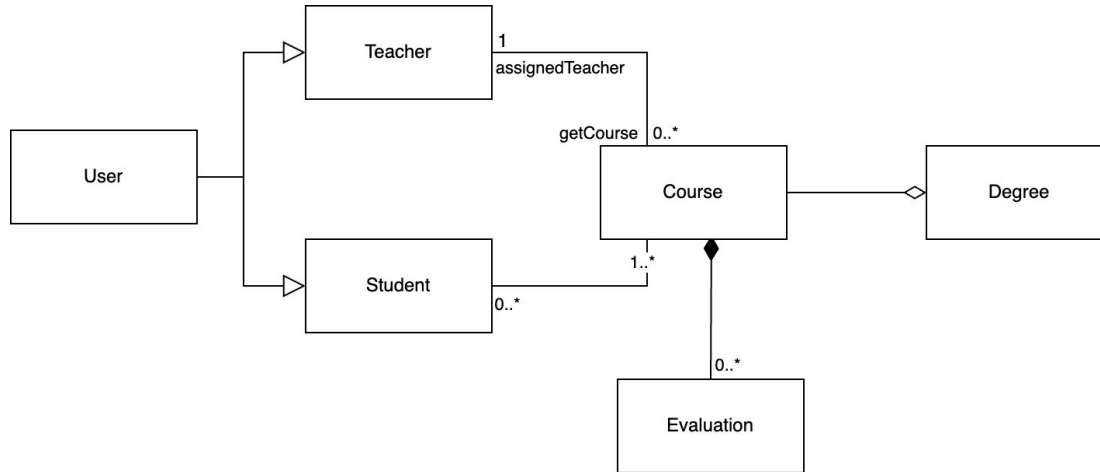 Teacher
1
assignedTeacher
getCourse
0..*
User
Course
Degree
1..*
Student
0..*
0..*
Evaluation